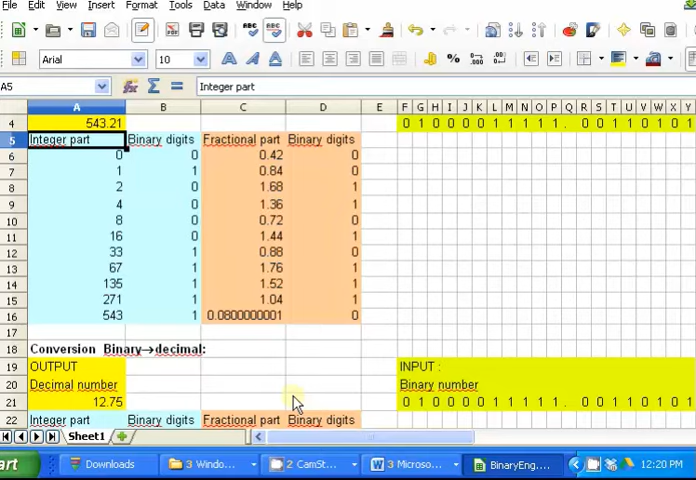 File Edit View Insert Format Tools Data Window Help
Arial 10
A5 Integer part
A B C D E F G H I J K L M N O P Q R S T U V W X
4 543.21 0 1 0 0 0 0 1 1 1 1 1 . 0 0 1 1 0 1 0 1
5 Integer part Binary digits Fractional part Binary digits
6 0 0 0.42 0
7 1 1 0.84 0
8 2 0 1.68 1
9 4 0 1.36 1
10 8 0 0.72 0
11 16 0 1.44 1
12 33 1 0.88 0
13 67 1 1.76 1
14 135 1 1.52 1
15 271 1 1.04 1
16 543 1 0.0800000001 0
17
18 Conversion Binary→decimal:
19 OUTPUT INPUT :
20 Decimal number Binary number
21 12.75 0 1 0 0 0 0 1 1 1 1 1 . 0 0 1 1 0 1 0 1
22 Integer part Binary digits Fractional part Binary digits
Sheet1
art Downloads 3 Windo... 2 CamSt... 3 Microso... BinaryEng.... 12:20 PM